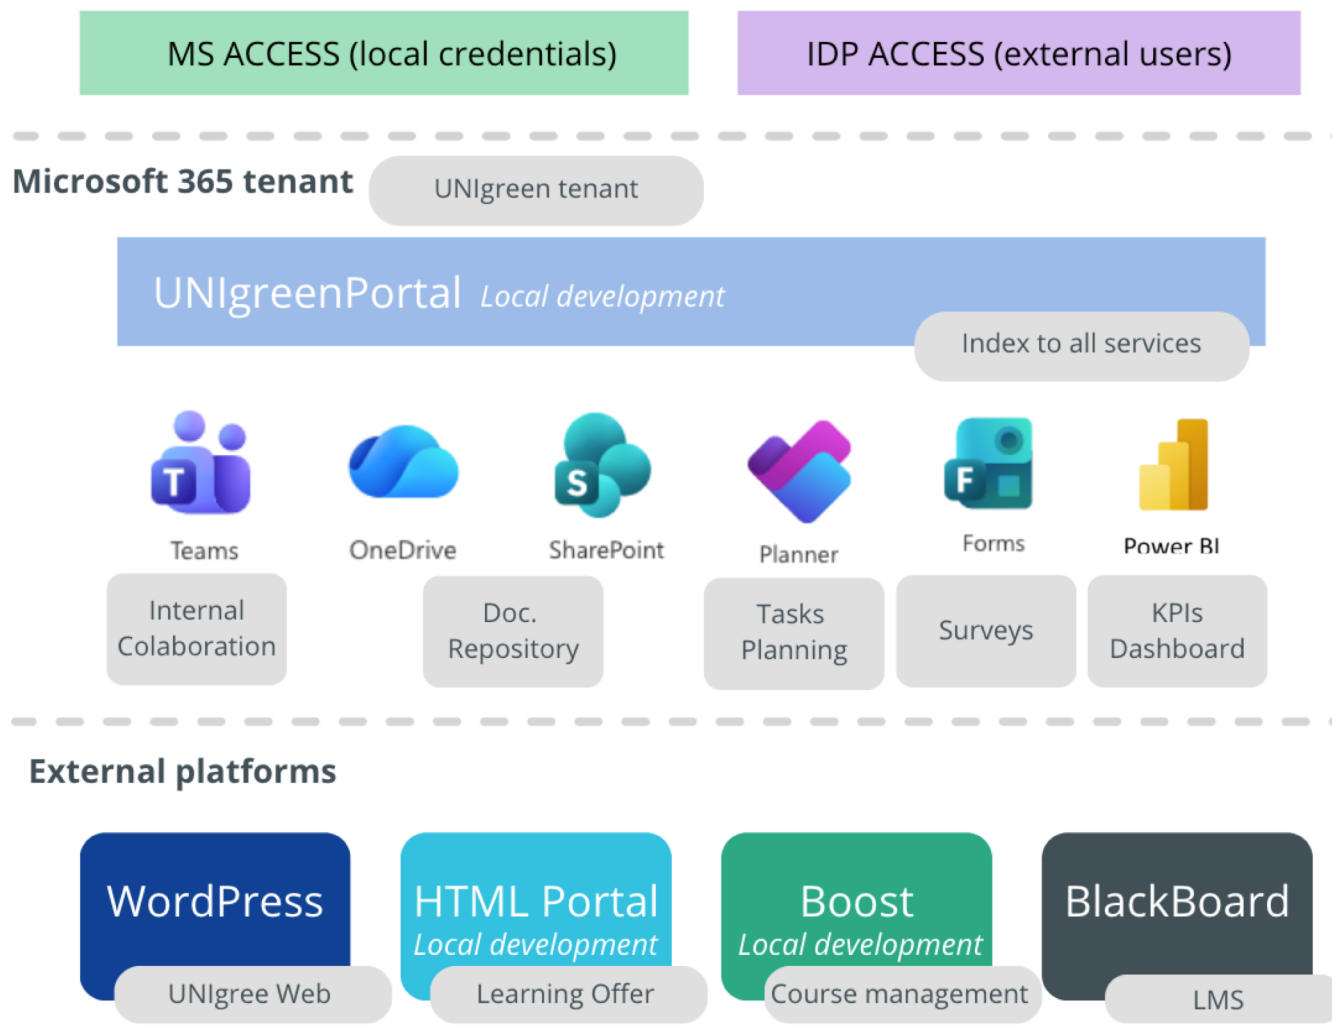 MS ACCESS (local credentials)
IDP ACCESS (external users)
Microsoft 365 tenant
UNIgreen tenant
UNIgreenPortal Local development
Index to all services
T
S
F
Teams
OneDrive
SharePoint
Planner
Forms
Power BI
Internal
Colaboration
Doc.
Repository
Tasks
Planning
Surveys
KPIs
Dashboard
External platforms
WordPress
UNIgree Web
HTML Portal
Local development
Learning Offer
Boost
Local development
Course management
BlackBoard
LMS